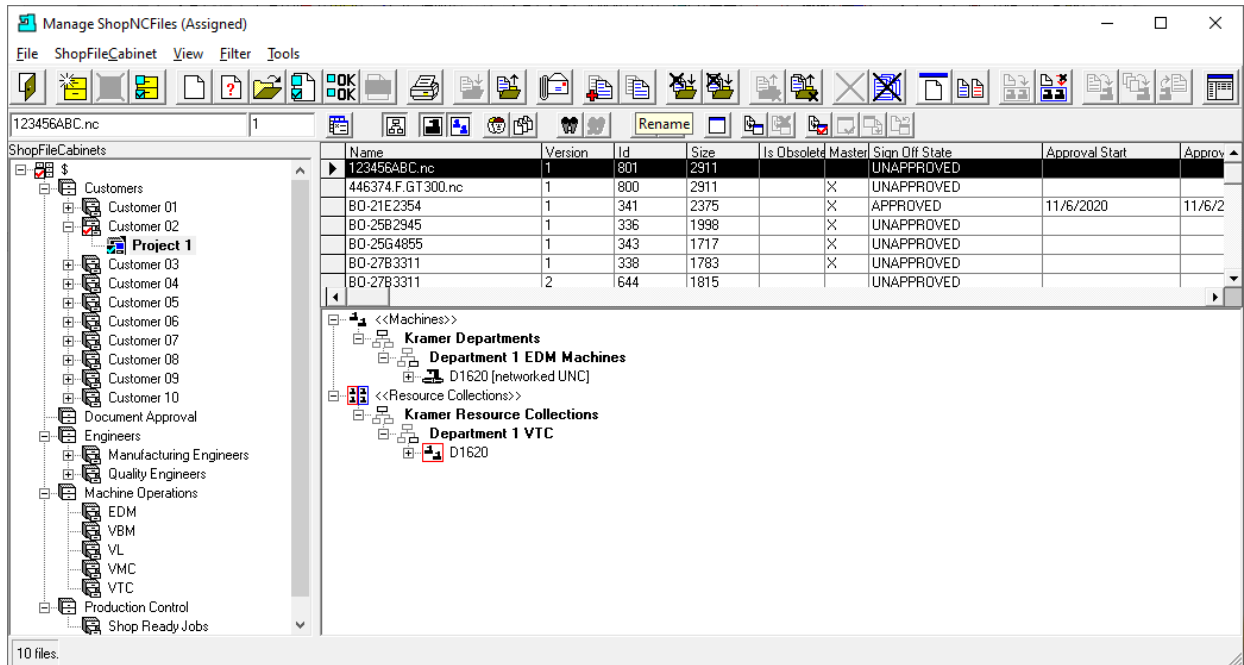 Manage ShopNCFiles (Assigned)
File ShopFileCabinet View Filter Tools
OK
OK
123456ABC.nc 1 Rename
ShopFileCabinets
$
Customers
Customer 01
Customer 02
Project 1
Customer 03
Customer 04
Customer 05
Customer 06
Customer 07
Customer 08
Customer 09
Customer 10
Document Approval
Engineers
Manufacturing Engineers
Quality Engineers
Machine Operations
EDM
VBM
VL
VMC
VTC
Production Control
Shop Ready Jobs
Name Version Id Size Is Obsolete Master Sign Off State Approval Start Approv
123456ABC.nc 1 801 2911 UNAPPROVED
446374.F.GT300.nc 1 800 2911 X UNAPPROVED
BO-21E2354 1 341 2375 X APPROVED 11/6/2020 11/6/2
BO-25B2945 1 336 1998 X UNAPPROVED
BO-25G4855 1 343 1717 X UNAPPROVED
BO-27B3311 1 338 1783 X UNAPPROVED
BO-27B3311 2 644 1815 UNAPPROVED
<<Machines>>
Kramer Departments
Department 1 EDM Machines
D1620 [networked UNC]
<<Resource Collections>>
Kramer Resource Collections
Department 1 VTC
D1620
10 files.